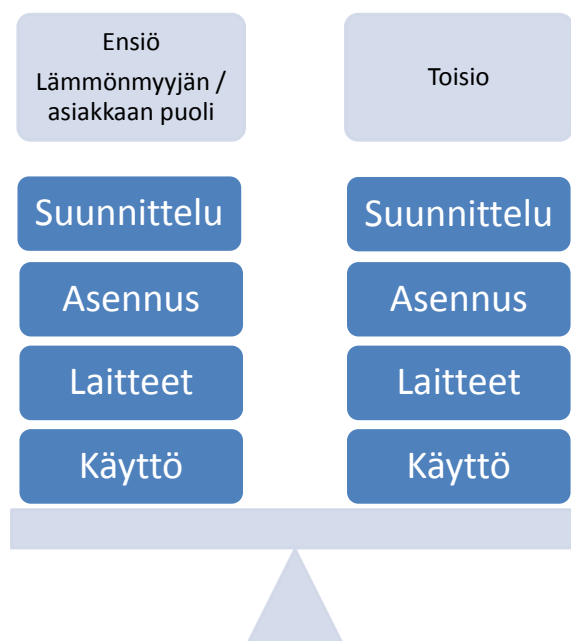 Ensiö
Lämmönmyyjän /
asiakkaan puoli
Toisio
Suunnittelu
Asennus
Laitteet
Käyttö
Suunnittelu
Asennus
Laitteet
Käyttö